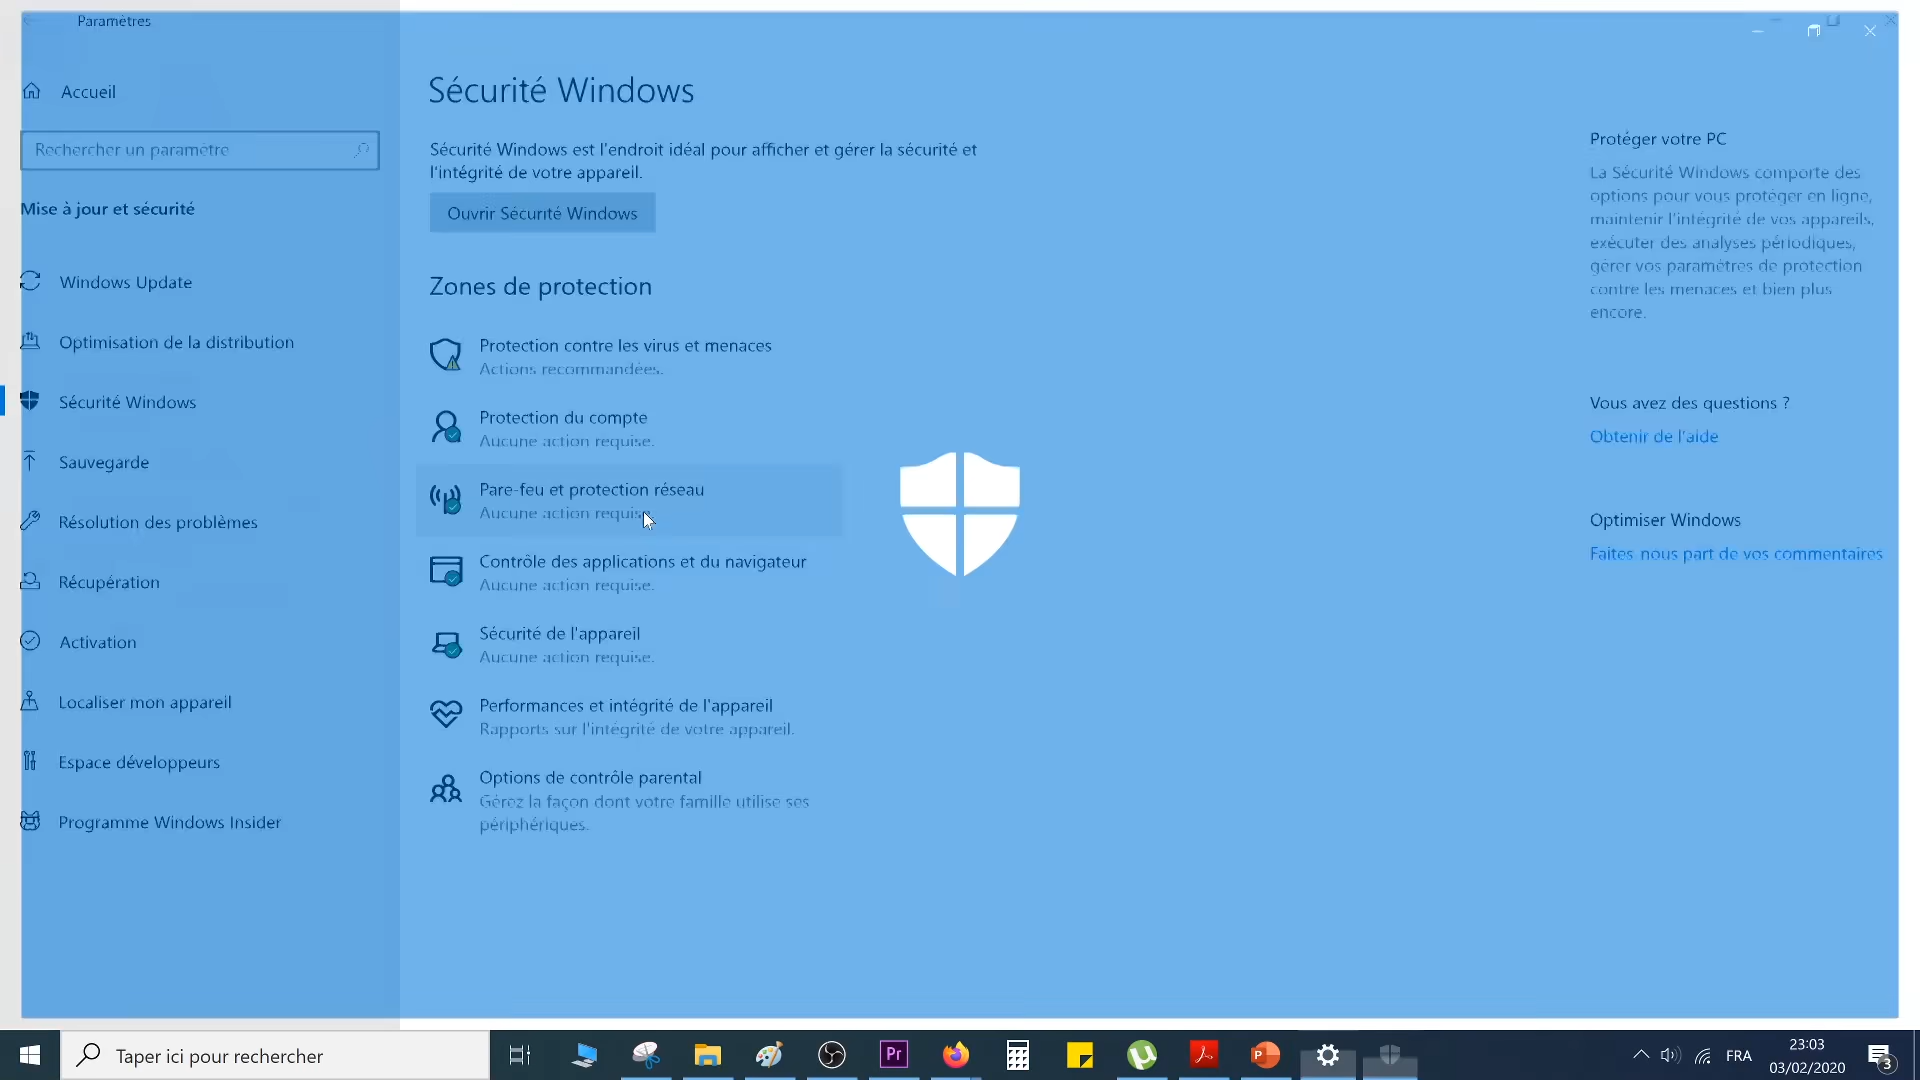 Paramètres
Accueil
Rechercher un paramètre
Mise à jour et sécurité
Windows Update
Optimisation de la distribution
Sécurité Windows
Sauvegarde
Résolution des problèmes
Récupération
Activation
Localiser mon appareil
Espace développeurs
Programme Windows Insider
Sécurité Windows
Sécurité Windows est l'endroit idéal pour afficher et gérer la sécurité et
l'intégrité de votre appareil.
Ouvrir Sécurité Windows
Zones de protection
Protection contre les virus et menaces
Actions recommandées.
Protection du compte
Aucune action requise.
Pare-feu et protection réseau
Aucune action requise.
Contrôle des applications et du navigateur
Aucune action requise.
Sécurité de l'appareil
Aucune action requise.
Performances et intégrité de l'appareil
Rapports sur l'intégrité de votre appareil.
Options de contrôle parental
Gérez la façon dont votre famille utilise ses
périphériques.
Protéger votre PC
La Sécurité Windows comporte des
options pour vous protéger en ligne,
maintenir l'intégrité de vos appareils,
exécuter des analyses périodiques,
gérer vos paramètres de protection
contre les menaces et bien plus
encore.
Vous avez des questions ?
Obtenir de l'aide
Optimiser Windows
Faites-nous part de vos commentaires
Taper ici pour rechercher
Pr
P
FRA
23:03
03/02/2020
3